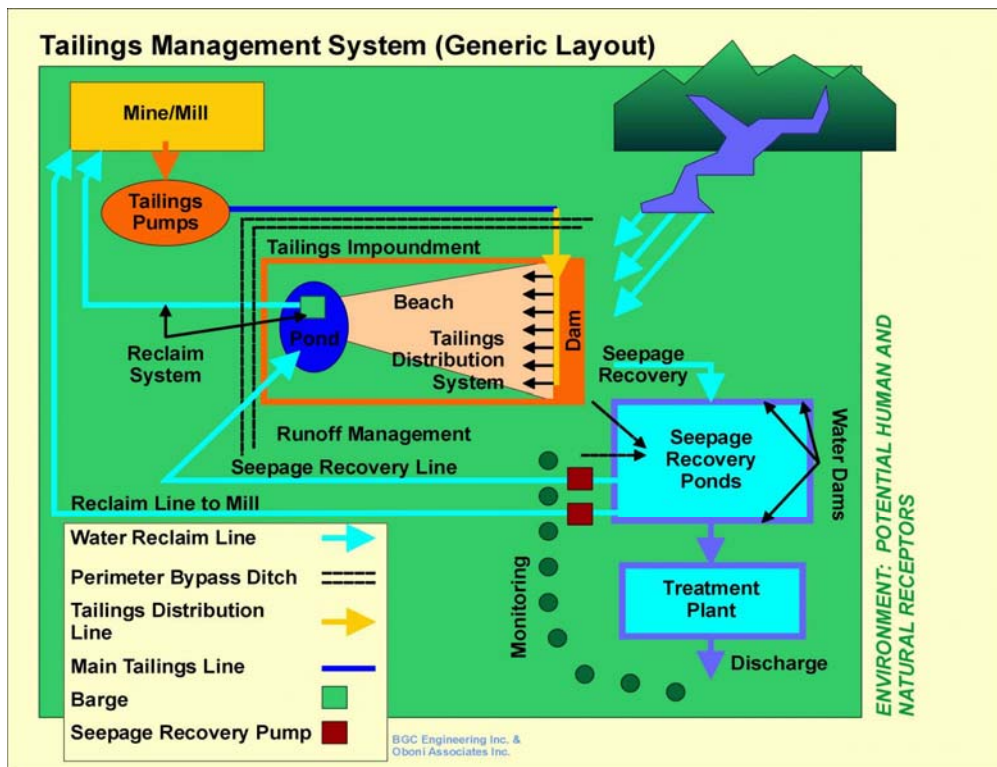 Tailings Management System (Generic Layout)
Mine/Mill
Tailings
Pumps
Tailings Impoundment
Beach
Pond
Tailings
Distribution
System
Dam
Reclaim
System
Seepage
Recovery
Runoff Management
Seepage Recovery Line
Reclaim Line to Mill
Seepage
Recovery
Ponds
Water Dams
Monitoring
Treatment
Plant
Discharge
ENVIRONMENT: POTENTIAL HUMAN AND
NATURAL RECEPTORS
Water Reclaim Line
Perimeter Bypass Ditch
Tailings Distribution
Line
Main Tailings Line
Barge
Seepage Recovery Pump
BGC Engineering Inc. &
Oboni Associates Inc.